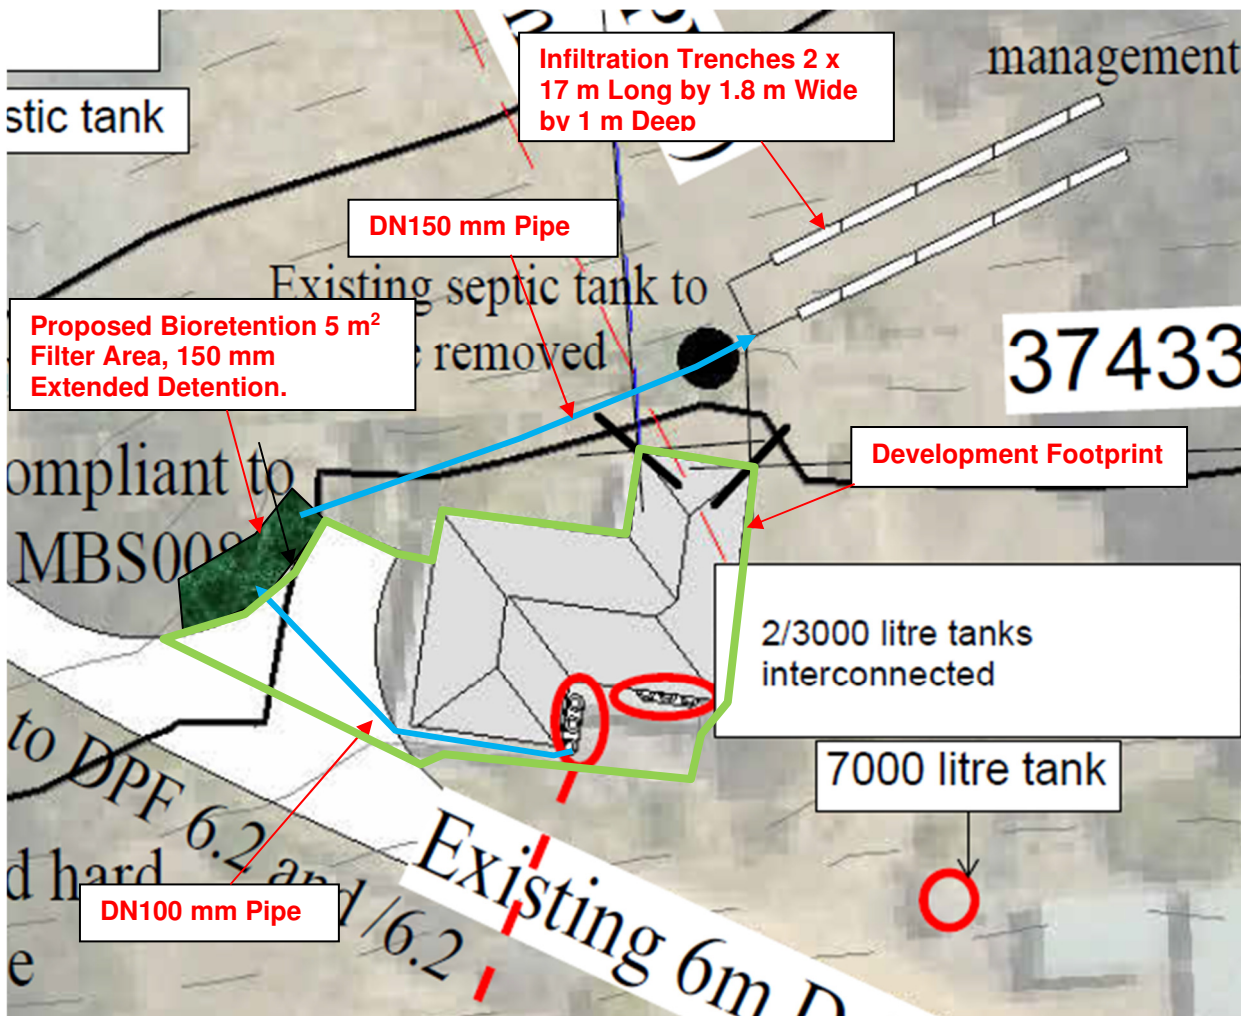 Infiltration Trenches 2 x
17 m Long by 1.8 m Wide
by 1 m Deep
management
stic tank
DN150 mm Pipe
Existing septic tank to
removed
Proposed Bioretention 5 m²
Filter Area, 150 mm
Extended Detention.
37433
Development Footprint
ompliant to
MBS008
2/3000 litre tanks
interconnected
7000 litre tank
to DPF 6.2 and /6.2
d hard
e
DN100 mm Pipe
Existing 6m D